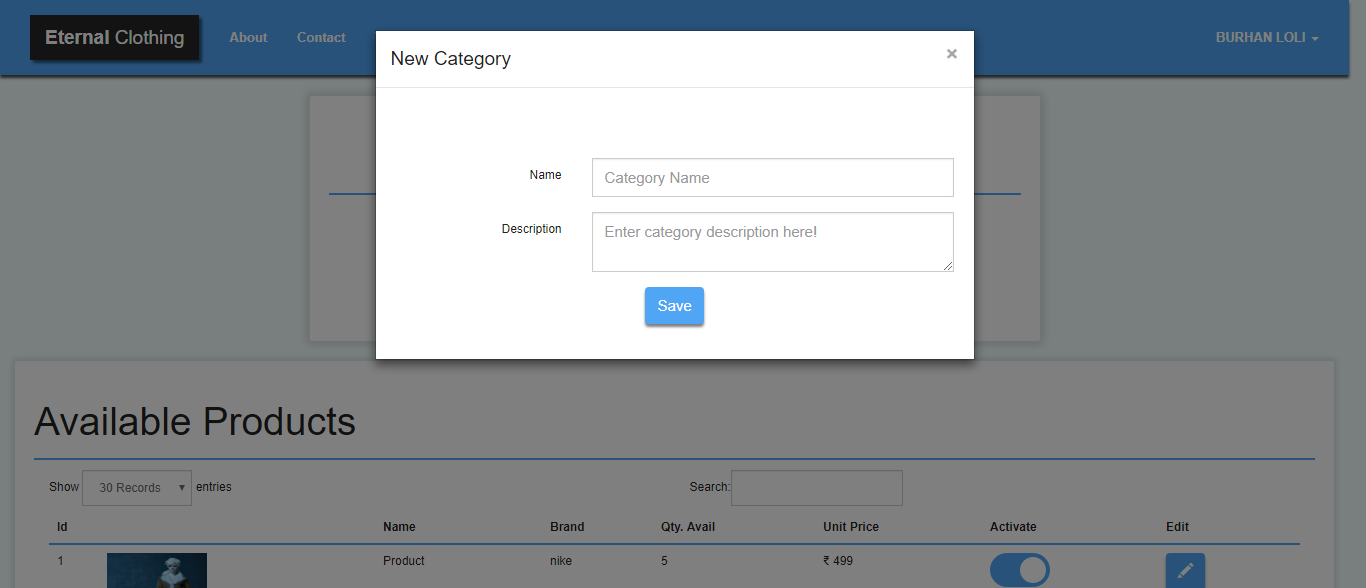 Eternal Clothing About Contact BURHAN LOLI
New Category ×
Name Category Name
Description Enter category description here!
Save
Available Products
Show 30 Records entries Search:
Id Name Brand Qty. Avail Unit Price Activate Edit
1 Product nike 5 ₹ 499